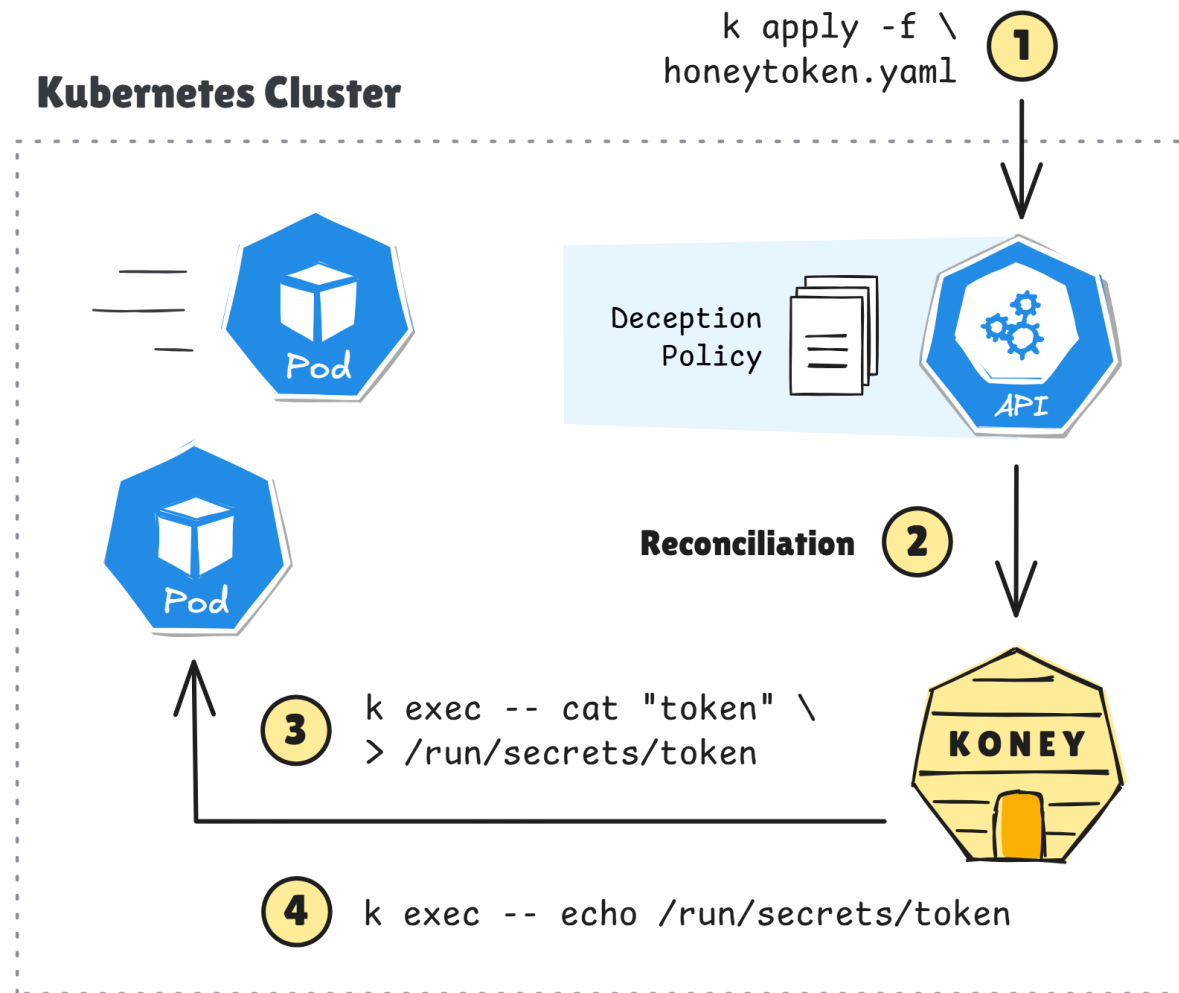 k apply -f \
honeytoken.yaml
1
Kubernetes Cluster
Pod
Deception
Policy
API
Pod
Reconciliation
2
3
k exec -- cat "token" \
> /run/secrets/token
KONEY
4
k exec -- echo /run/secrets/token